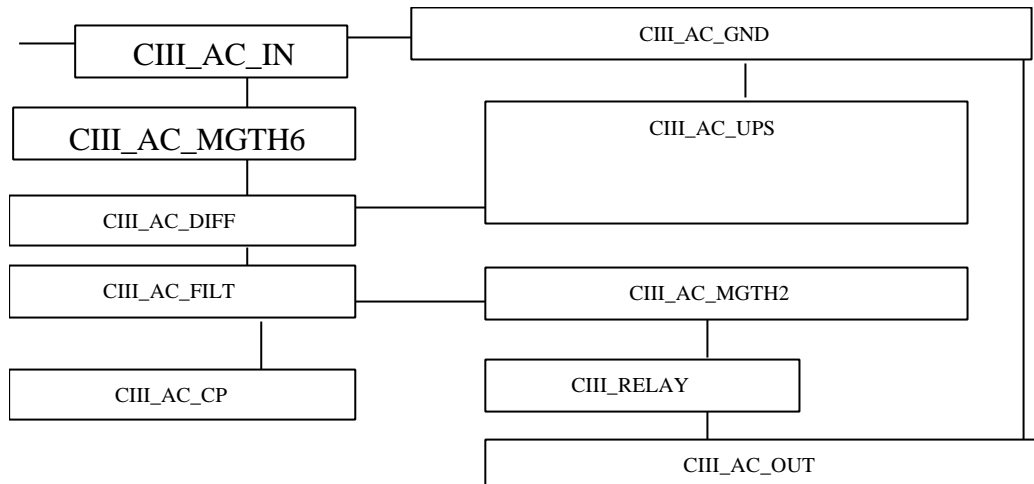 CIII_AC_IN
CIII_AC_GND
CIII_AC_MGTH6
CIII_AC_UPS
CIII_AC_DIFF
CIII_AC_FILT
CIII_AC_MGTH2
CIII_AC_CP
CIII_RELAY
CIII_AC_OUT